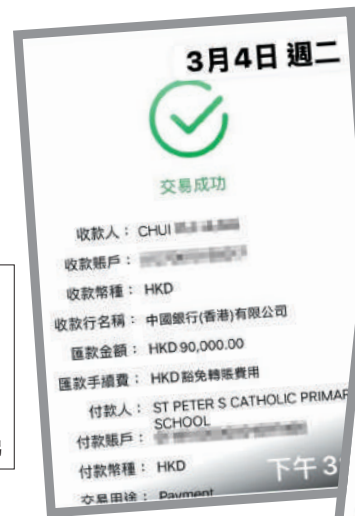 3月4日 週二
交易成功
收款人： CHUI
收款賬戶：
收款幣種： HKD
收款行名稱： 中國銀行(香港)有限公司
匯款金額： HKD 90,000.00
匯款手續費： HKD 豁免轉賬費用
付款人： ST PETER S CATHOLIC PRIMAR
SCHOOL
付款賬戶：
付款幣種： HKD
下午 3
交易用途： Payment